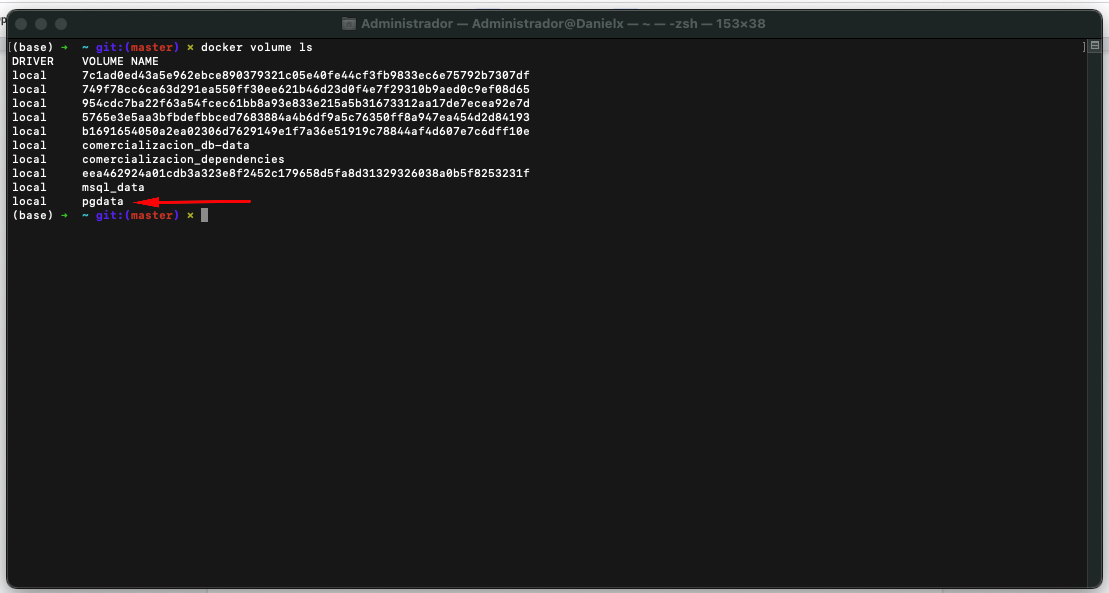 Administrador — Administrador@Danielx — ~ — -zsh — 153×38
[(base) → ~ git:(master) × docker volume ls ]
DRIVER VOLUME NAME
local 7c1ad0ed43a5e962ebce890379321c05e40fe44cf3fb9833ec6e75792b7307df
local 749f78cc6ca63d291ea550ff30ee621b46d23d0f4e7f29310b9aed0c9ef08d65
local 954cdc7ba22f63a54fcec61bb8a93e833e215a5b31673312aa17de7ecea92e7d
local 5765e3e5aa3bfbdefbbced7683884a4b6df9a5c76350ff8a947ea454d2d84193
local b1691654050a2ea02306d7629149e1f7a36e51919c78844af4d607e7c6dff10e
local comercializacion_db-data
local comercializacion_dependencies
local eea462924a01cdb3a323e8f2452c179658d5fa8d31329326038a0b5f8253231f
local msql_data
local pgdata
(base) → ~ git:(master) ×